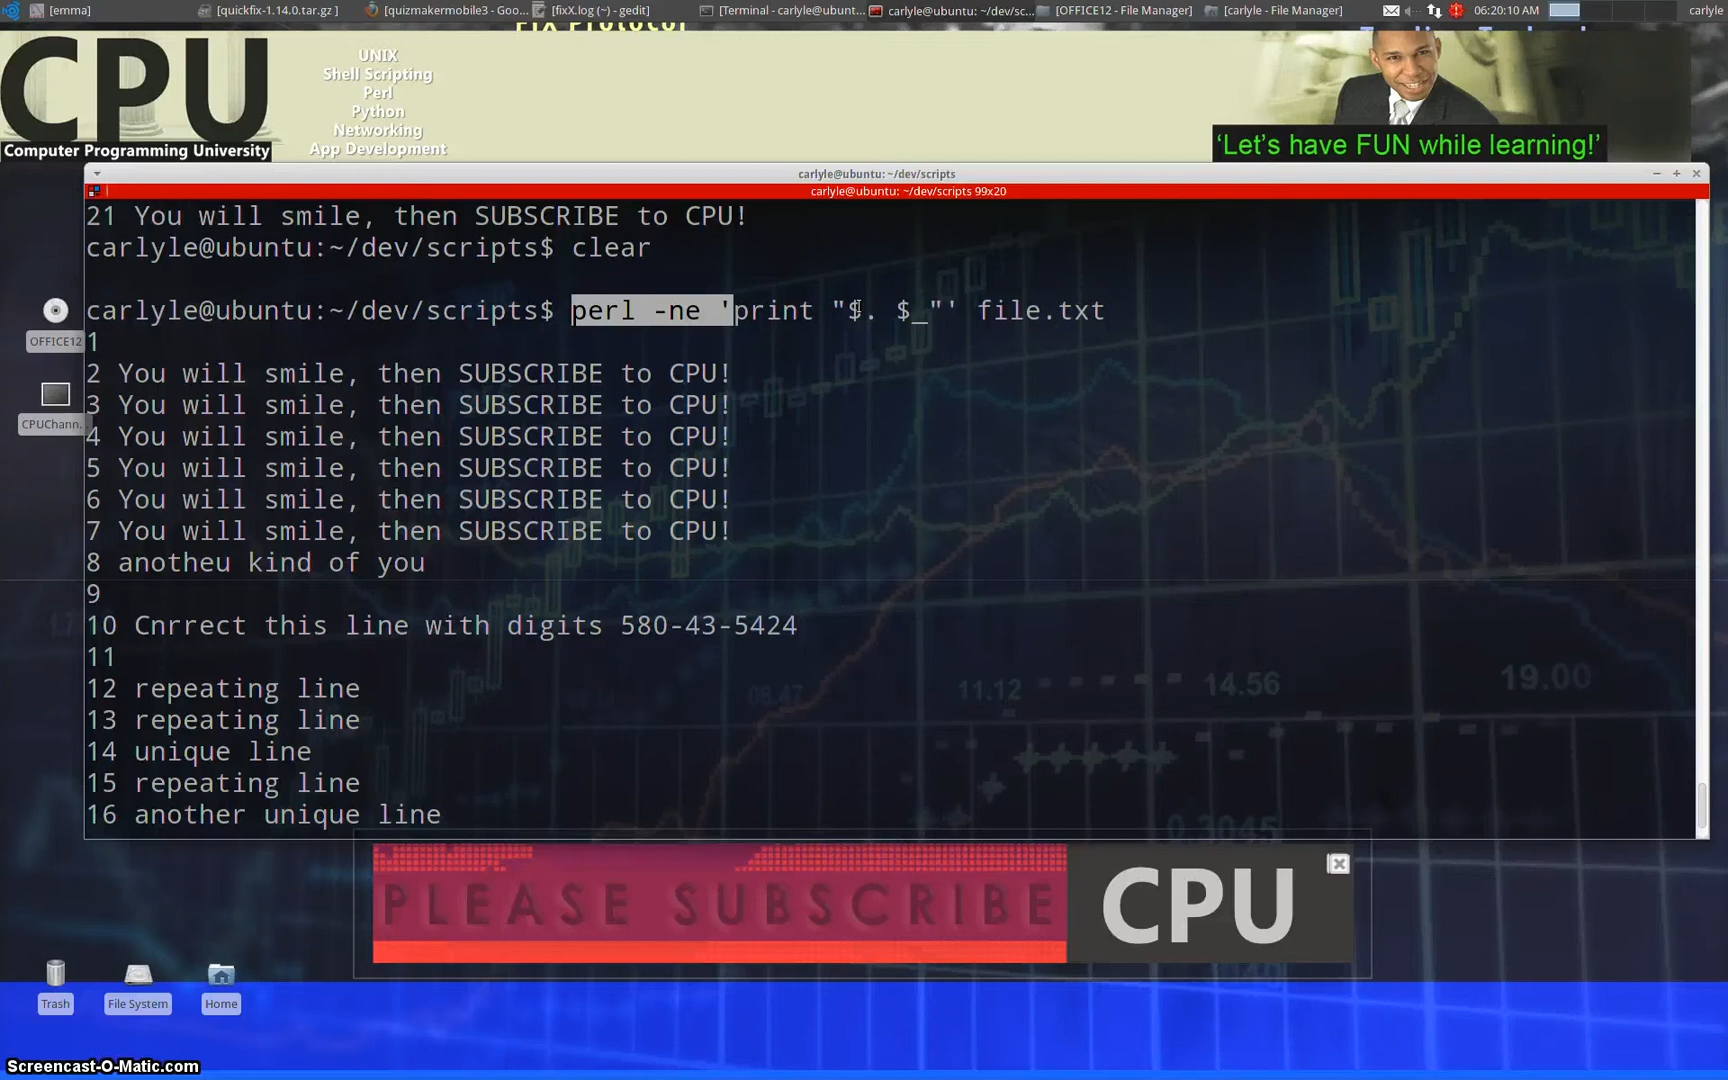 [emma]
[quickfix-1.14.0.tar.gz ]
[quizmakermobile3 - Goo...
[fixX.log (~) - gedit]
[Terminal - carlyle@ubunt...
carlyle@ubuntu: ~/dev/sc...
[OFFICE12 - File Manager]
[carlyle - File Manager]
06:20:10 AM
carlyle
CPU
Computer Programming University
UNIX
Shell Scripting
Perl
Python
Networking
App Development
'Let's have FUN while learning!'
carlyle@ubuntu: ~/dev/scripts
carlyle@ubuntu: ~/dev/scripts 99x20
21 You will smile, then SUBSCRIBE to CPU!
carlyle@ubuntu:~/dev/scripts$ clear
carlyle@ubuntu:~/dev/scripts$ perl -ne 'print "$. $_"' file.txt
1
2 You will smile, then SUBSCRIBE to CPU!
3 You will smile, then SUBSCRIBE to CPU!
4 You will smile, then SUBSCRIBE to CPU!
5 You will smile, then SUBSCRIBE to CPU!
6 You will smile, then SUBSCRIBE to CPU!
7 You will smile, then SUBSCRIBE to CPU!
8 anotheu kind of you
9
10 Cnrrect this line with digits 580-43-5424
11
12 repeating line
13 repeating line
14 unique line
15 repeating line
16 another unique line
OFFICE12
CPUChann...
11.12
14.56
19.00
0.3045
PLEASE SUBSCRIBE
CPU
Trash
File System
Home
Screencast-O-Matic.com